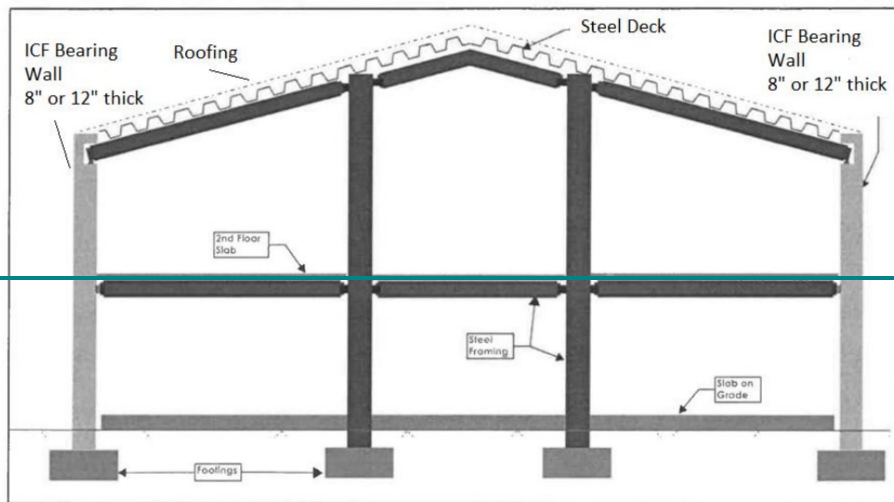 Steel Deck
ICF Bearing
Wall
8" or 12" thick
Roofing
ICF Bearing
Wall
8" or 12" thick
2nd Floor
Slab
Steel
Framing
Slab on
Grade
Footings